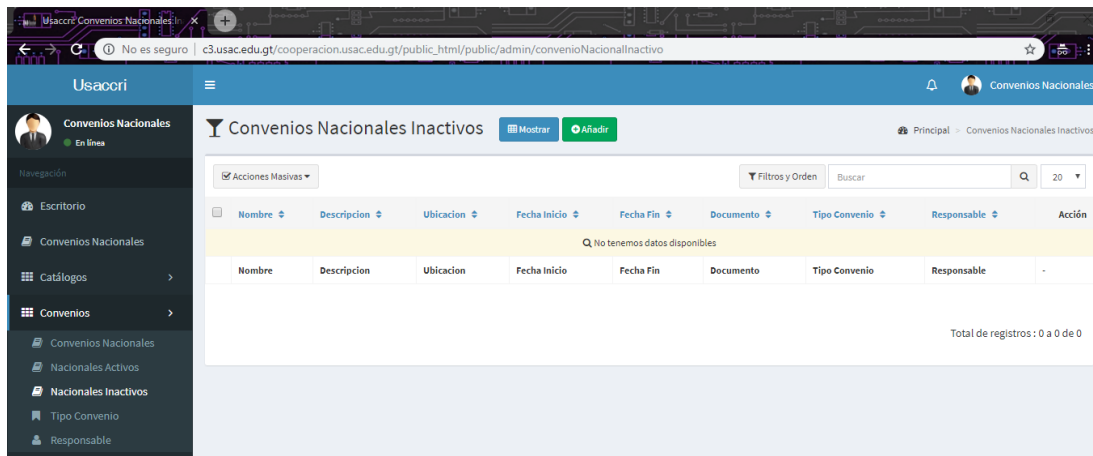 Usaccri: Convenios Nacionales In
No es seguro | c3.usac.edu.gt/cooperacion.usac.edu.gt/public_html/public/admin/convenioNacionalInactivo
Usaccri
Convenios Nacionales
Convenios Nacionales
En línea
Convenios Nacionales Inactivos
Mostrar
Añadir
Principal > Convenios Nacionales Inactivos
Navegación
Acciones Masivas
Filtros y Orden
Buscar
20
Escritorio
Nombre Descripcion Ubicacion Fecha Inicio Fecha Fin Documento Tipo Convenio Responsable Acción
Convenios Nacionales
No tenemos datos disponibles
Nombre Descripcion Ubicacion Fecha Inicio Fecha Fin Documento Tipo Convenio Responsable -
Catálogos
Convenios
Total de registros : 0 a 0 de 0
Convenios Nacionales
Nacionales Activos
Nacionales Inactivos
Tipo Convenio
Responsable